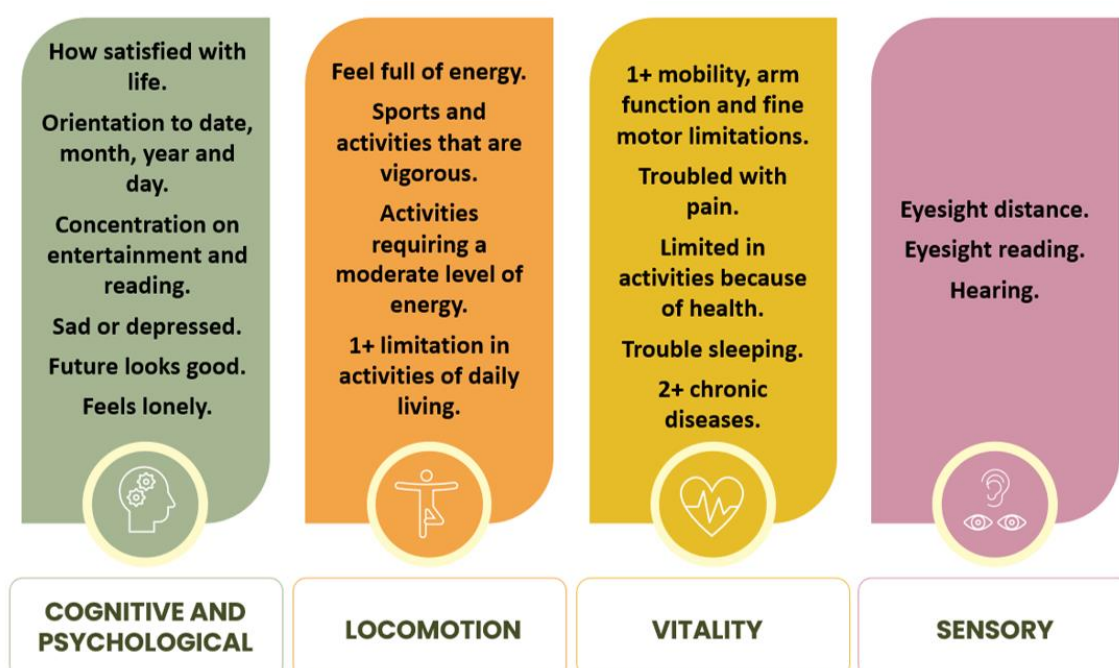 How satisfied with
life.
Orientation to date,
month, year and
day.
Concentration on
entertainment and
reading.
Sad or depressed.
Future looks good.
Feels lonely.
COGNITIVE AND
PSYCHOLOGICAL
Feel full of energy.
Sports and
activities that are
vigorous.
Activities
requiring a
moderate level of
energy.
1+ limitation in
activities of daily
living.
LOCOMOTION
1+ mobility, arm
function and fine
motor limitations.
Troubled with
pain.
Limited in
activities because
of health.
Trouble sleeping.
2+ chronic
diseases.
VITALITY
Eyesight distance.
Eyesight reading.
Hearing.
SENSORY